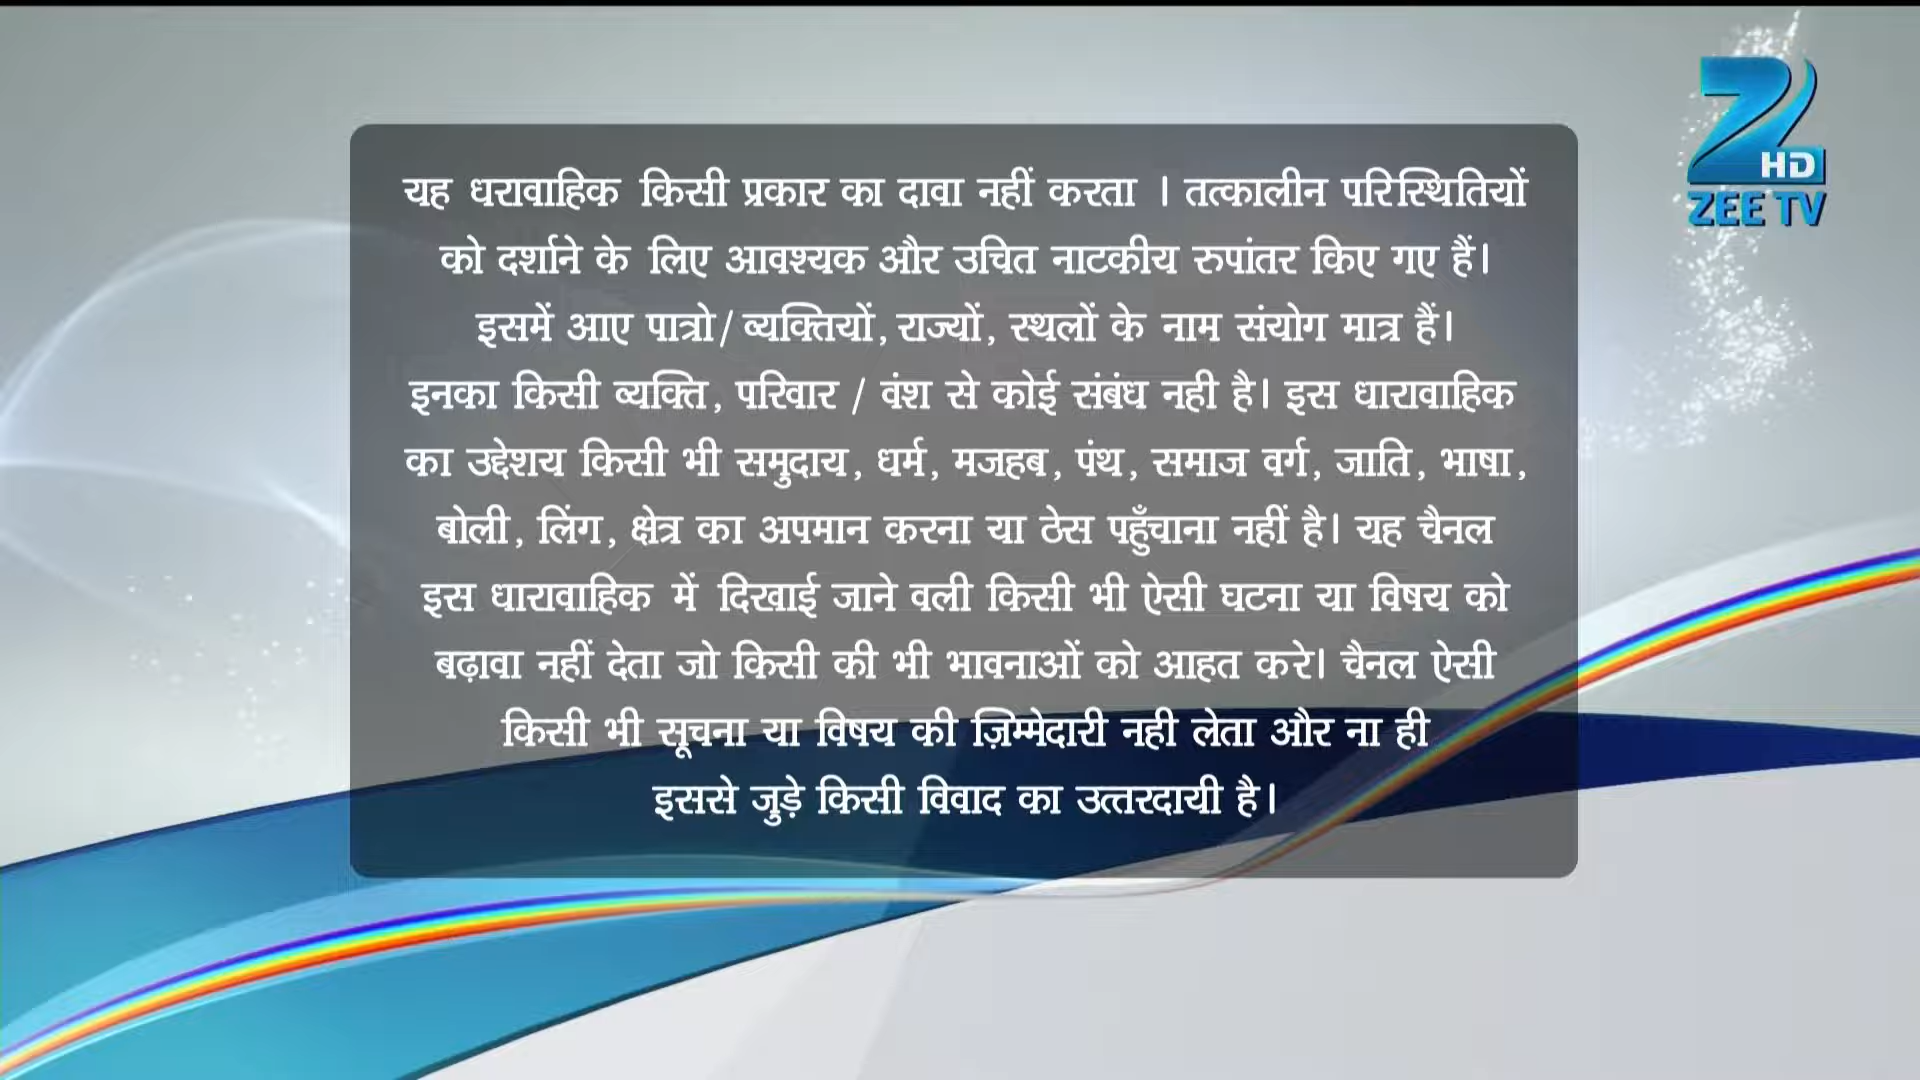 यह धरावाहिक किसी प्रकार का दावा नहीं करता । तत्कालीन परिस्थितियों
को दर्शाने के लिए आवश्यक और उचित नाटकीय रुपांतर किए गए हैं।
इसमें आए पात्रो/ व्यक्तियों, राज्यों, स्थलों के नाम संयोग मात्र हैं।
इनका किसी व्यक्ति, परिवार / वंश से कोई संबंध नही है। इस धारावाहिक
का उद्देशय किसी भी समुदाय, धर्म, मजहब, पंथ, समाज वर्ग, जाति, भाषा,
बोली, लिंग, क्षेत्र का अपमान करना या ठेस पहुँचाना नहीं है। यह चैनल
इस धारावाहिक में दिखाई जाने वली किसी भी ऐसी घटना या विषय को
बढ़ावा नहीं देता जो किसी की भी भावनाओं को आहत करे। चैनल ऐसी
किसी भी सूचना या विषय की ज़िम्मेदारी नही लेता और ना ही
इससे जुड़े किसी विवाद का उत्तरदायी है।
Z HD
ZEE TV